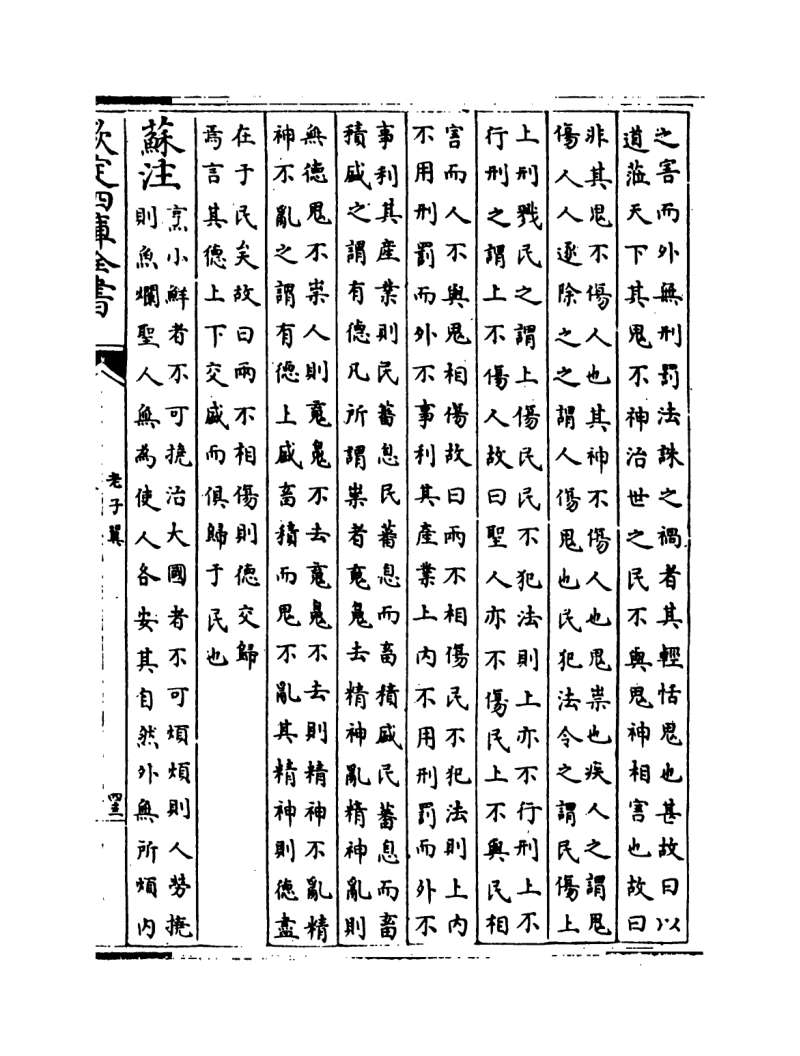 之害而外無刑罰法誅之禍者其輕恬鬼也甚故曰以
道蒞天下其鬼不神治世之民不與鬼神相害也故曰
非其鬼不傷人也其神不傷人也鬼祟也疾人之謂鬼
傷人人逐除之之謂人傷鬼也民犯法令之謂民傷上
上刑戮民之謂上傷民民不犯法則上亦不行刑上不
行刑之謂上不傷人故曰聖人亦不傷民上不與民相
害而人不與鬼相傷故曰兩不相傷民不犯法則上內
不用刑罰而外不事利其產業上內不用刑罰而外不
事利其產業則民蕃息民蕃息而畜積盛民蕃息而畜
積盛之謂有德凡所謂祟者䰟䰟去精神亂精神亂則
無德鬼不祟人則䰟䰟不去䰟䰟不去則精神不亂精
神不亂之謂有德上盛畜積而鬼不亂其精神則德盡
在于民矣故曰兩不相傷則德交歸
焉言其德上下交盛而俱歸于民也
蘇注
烹小鮮者不可撓治大國者不可煩煩則人勞撓
則魚爛聖人無為使人各安其自然外無所煩內
欽定四庫全書
老子翼
四三